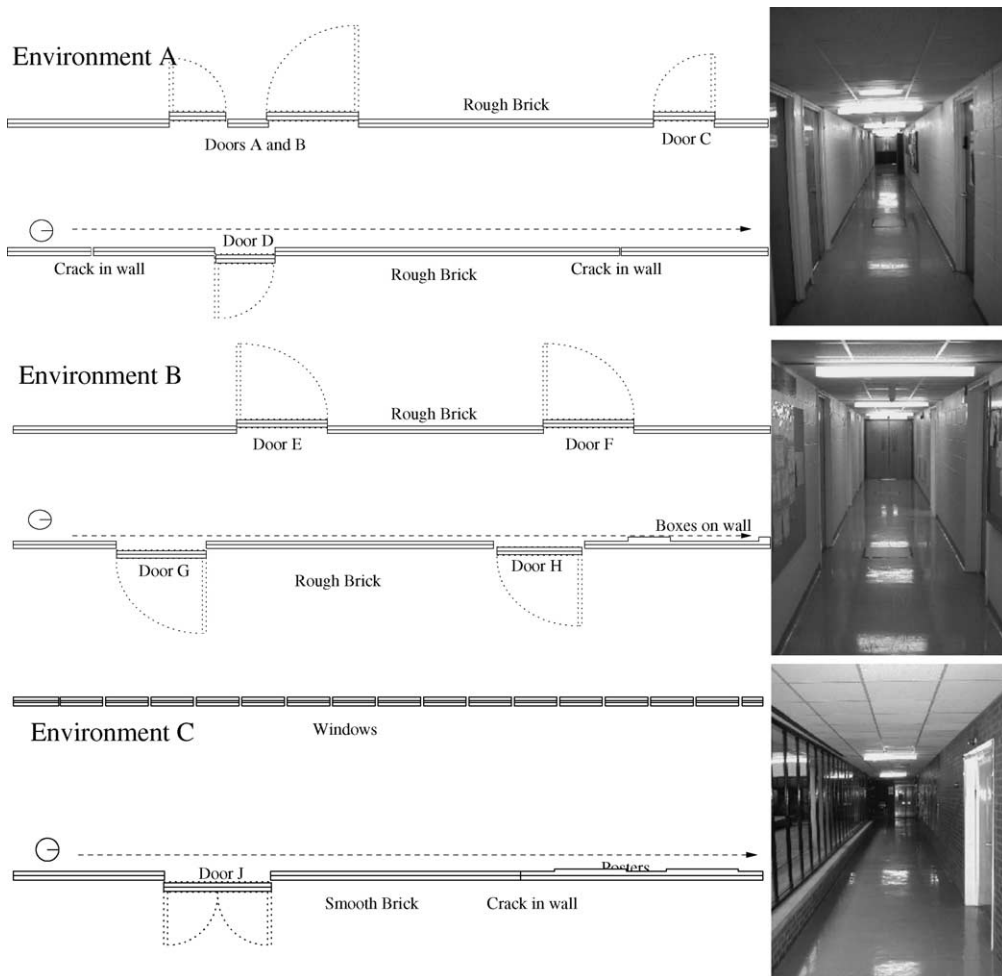 Environment A
Rough Brick
Doors A and B
Door C
Door D
Crack in wall
Rough Brick
Crack in wall
Environment B
Rough Brick
Door E
Door F
Boxes on wall
Door G
Rough Brick
Door H
Environment C
Windows
Door J
Posters
Smooth Brick
Crack in wall